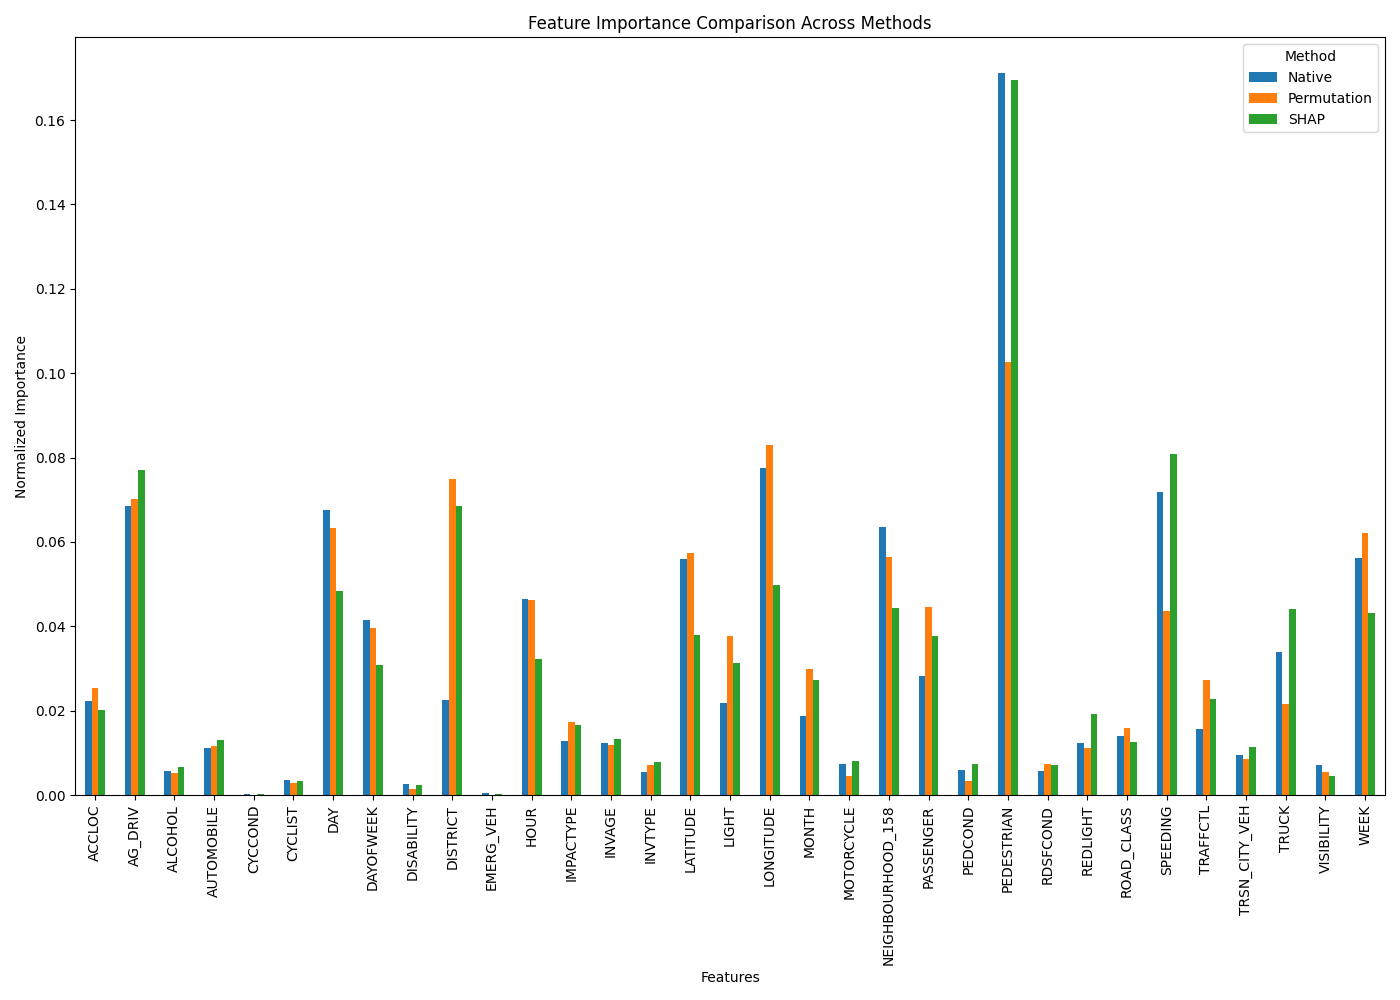 Feature Importance Comparison Across Methods
Method
Native
Permutation
SHAP
Normalized Importance
0.16
0.14
0.12
0.10
0.08
0.06
0.04
0.02
0.00
ACCLOC
AG_DRIV
ALCOHOL
AUTOMOBILE
CYCCOND
CYCLIST
DAY
DAYOFWEEK
DISABILITY
DISTRICT
EMERG_VEH
HOUR
IMPACTYPE
INVAGE
INVTYPE
LATITUDE
LIGHT
LONGITUDE
MONTH
MOTORCYCLE
NEIGHBOURHOOD_158
PASSENGER
PEDCOND
PEDESTRIAN
RDSFCOND
REDLIGHT
ROAD_CLASS
SPEEDING
TRAFFCTL
TRSN_CITY_VEH
TRUCK
VISIBILITY
WEEK
Features